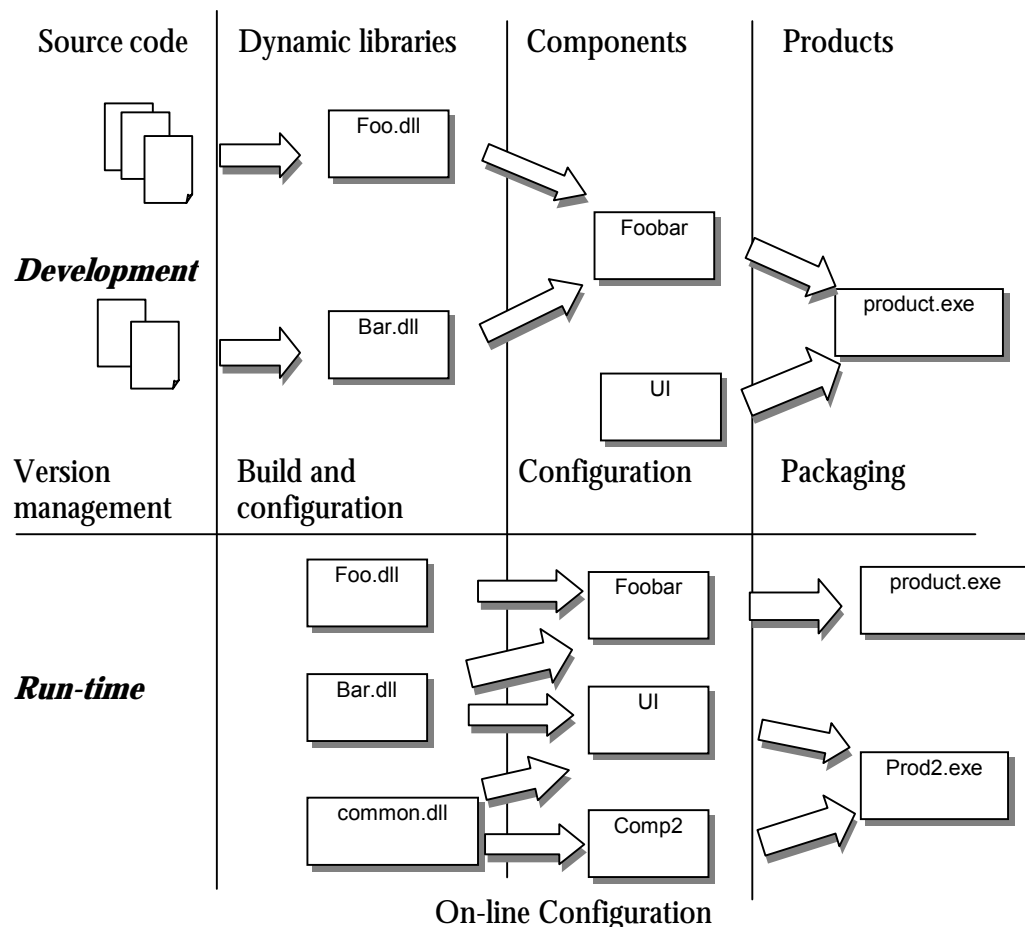 Source code
Dynamic libraries
Components
Products
Foo.dll
Foobar
Development
Bar.dll
product.exe
UI
Version
management
Build and
configuration
Configuration
Packaging
Foo.dll
Foobar
product.exe
Run-time
Bar.dll
UI
Prod2.exe
common.dll
Comp2
On-line Configuration